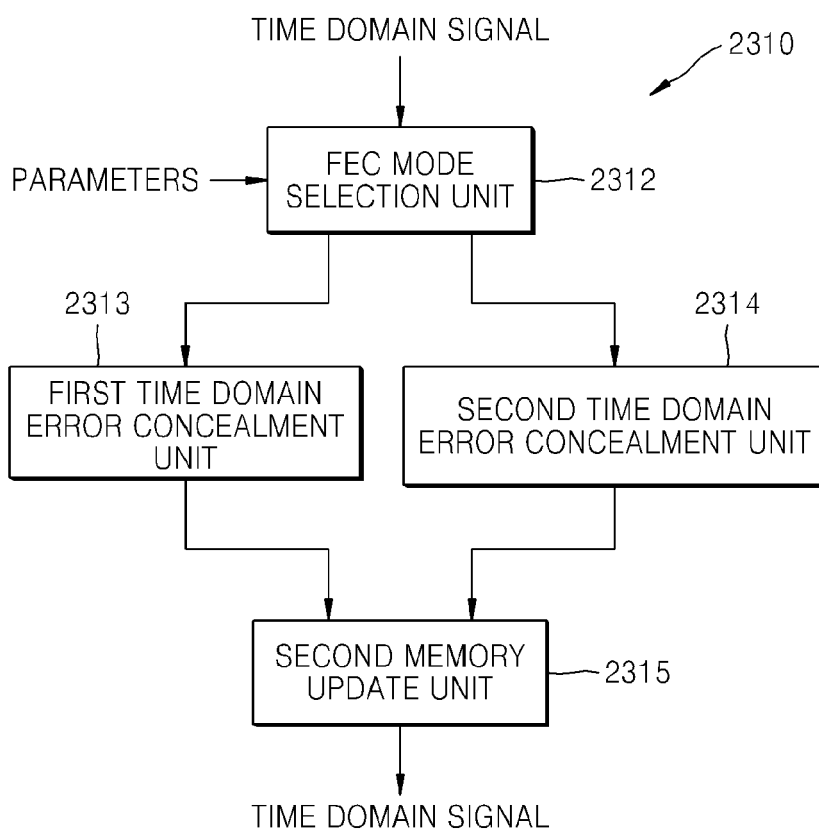 TIME DOMAIN SIGNAL
2310
PARAMETERS
FEC MODE
SELECTION UNIT
2312
2313
2314
FIRST TIME DOMAIN
ERROR CONCEALMENT
UNIT
SECOND TIME DOMAIN
ERROR CONCEALMENT UNIT
SECOND MEMORY
UPDATE UNIT
2315
TIME DOMAIN SIGNAL